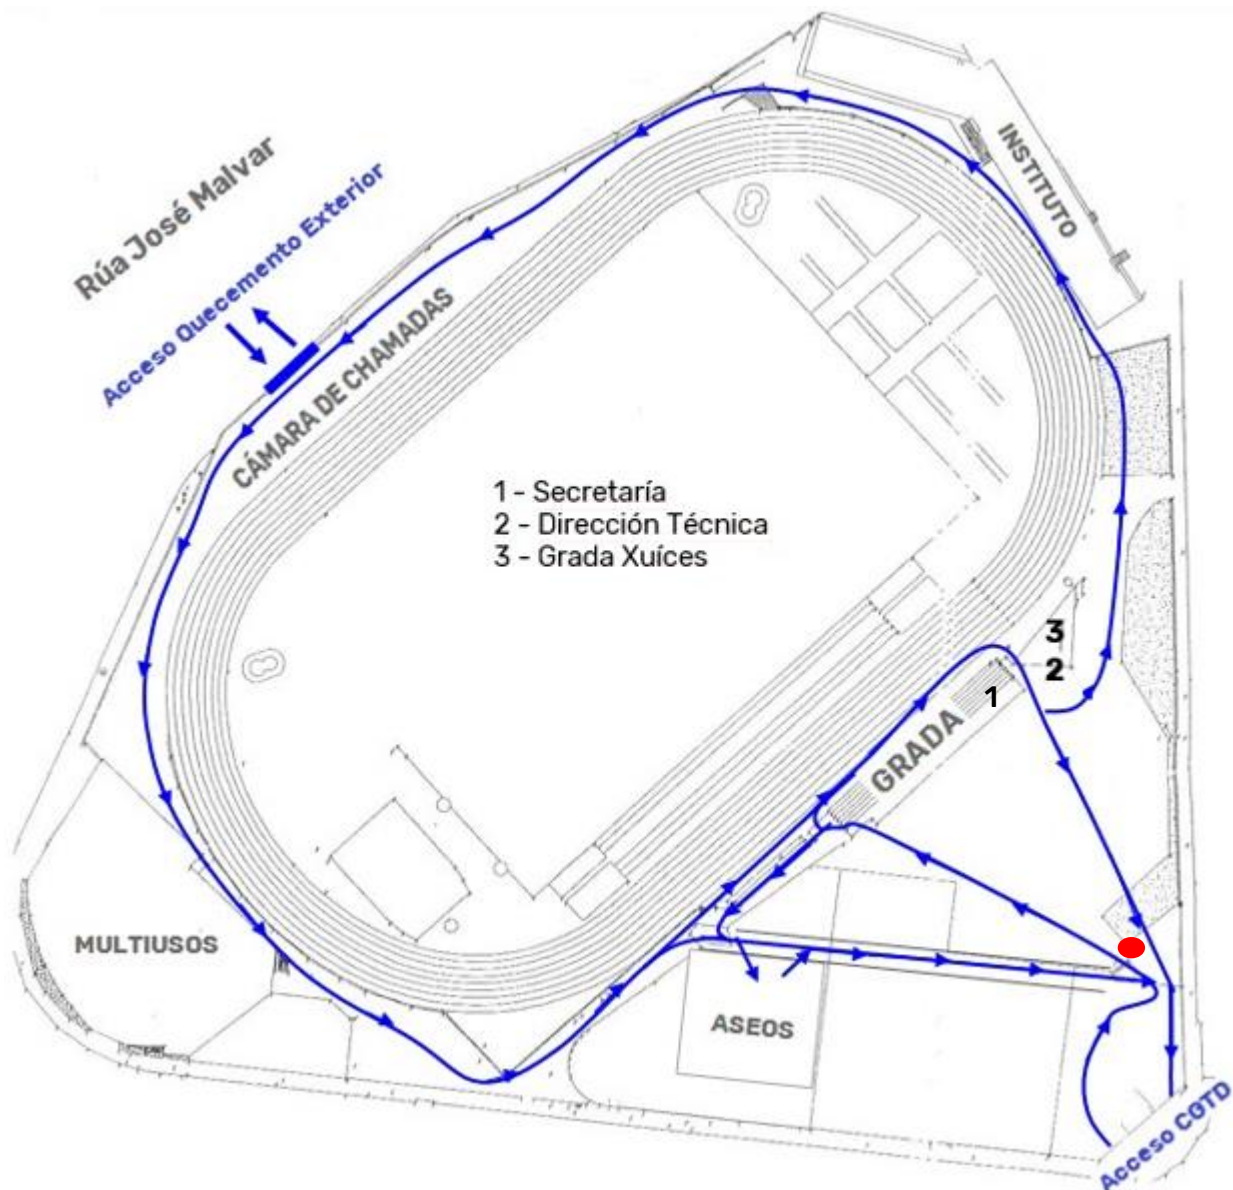 INSTITUTO
Rúa José Malvar
Acceso Quecemento Exterior
CÁMARA DE CHAMADAS
1 - Secretaría
2 - Dirección Técnica
3 - Grada Xuíces
3
2
1
GRADA
MULTIUSOS
ASEOS
Acceso CGTD